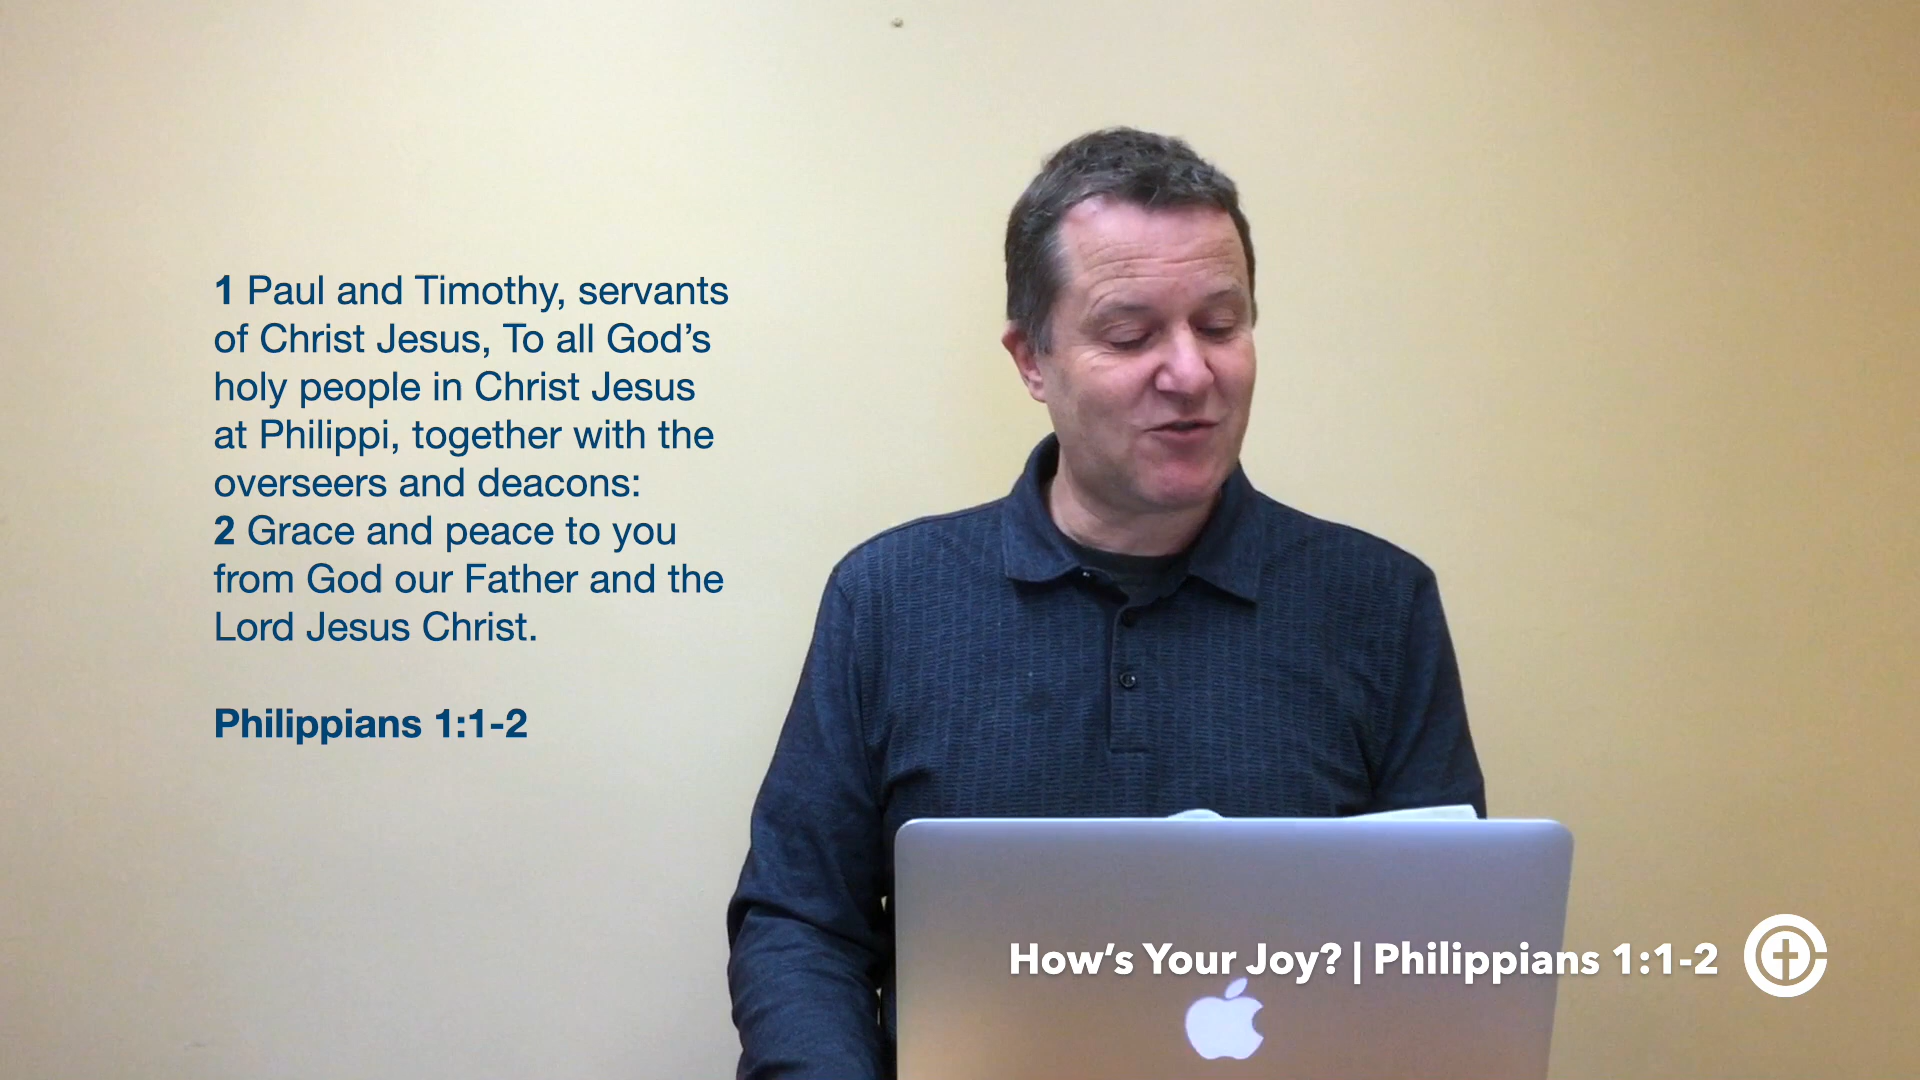 1 Paul and Timothy, servants
of Christ Jesus, To all God’s
holy people in Christ Jesus
at Philippi, together with the
overseers and deacons:
2 Grace and peace to you
from God our Father and the
Lord Jesus Christ.
Philippians 1:1-2
How’s Your Joy? | Philippians 1:1-2